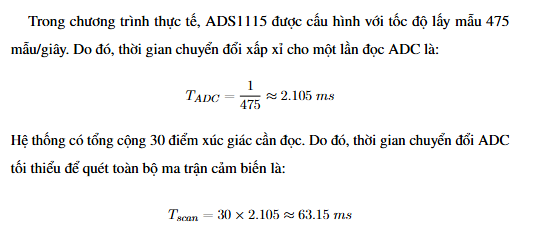 Trong chương trình thực tế, ADS1115 được cấu hình với tốc độ lấy mẫu 475
mẫu/giây. Do đó, thời gian chuyển đổi xấp xỉ cho một lần đọc ADC là:
T_{ADC} = \frac{1}{475} ≈ 2.105 ms
Hệ thống có tổng cộng 30 điểm xúc giác cần đọc. Do đó, thời gian chuyển đổi ADC
tối thiểu để quét toàn bộ ma trận cảm biến là:
T_{scan} = 30 × 2.105 ≈ 63.15 ms